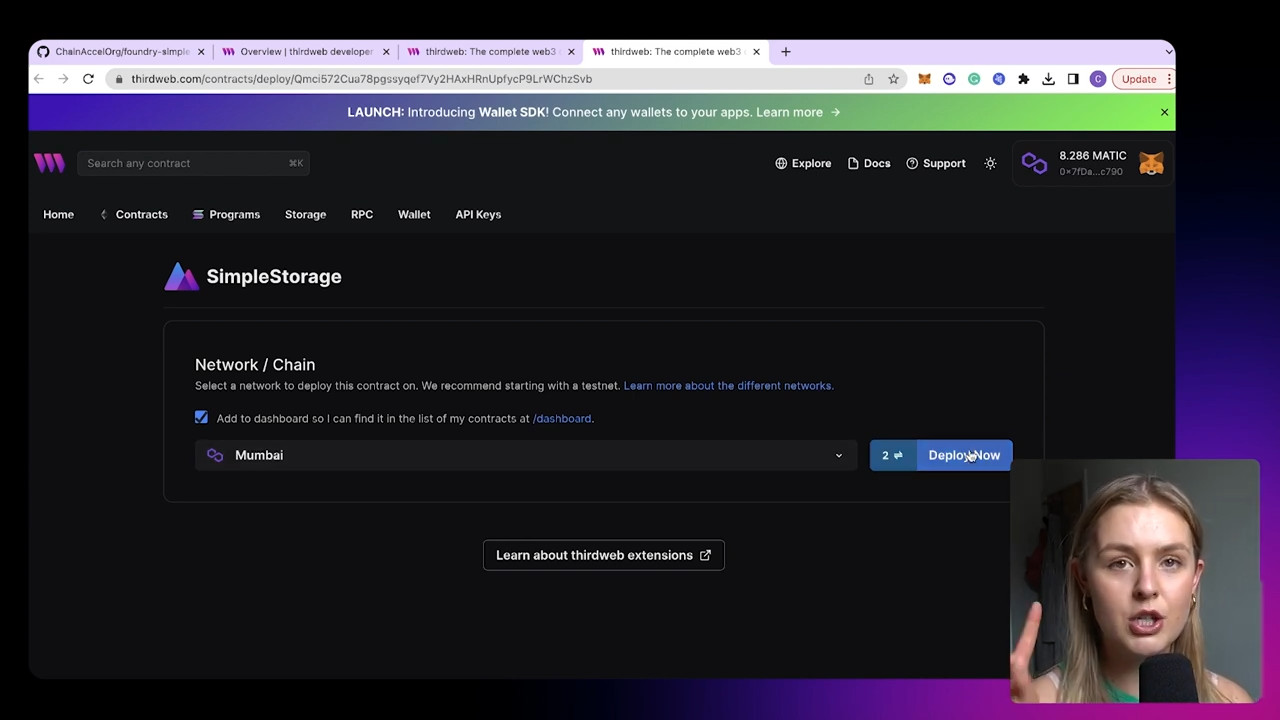 ChainAccelOrg/foundry-simple
Overview | thirdweb developer
thirdweb: The complete web3
thirdweb: The complete web3
thirdweb.com/contracts/deploy/Qmci572Cua78pgssyqef7Vy2HAxHRnUpfycP9LrWChzSvb
Update
LAUNCH: Introducing Wallet SDK! Connect any wallets to your apps. Learn more →
Search any contract
⌘K
Explore
Docs
Support
8.286 MATIC
0x7fDa...c790
Home
Contracts
Programs
Storage
RPC
Wallet
API Keys
SimpleStorage
Network / Chain
Select a network to deploy this contract on. We recommend starting with a testnet. Learn more about the different networks.
Add to dashboard so I can find it in the list of my contracts at /dashboard.
Mumbai
2 ⇌
Deploy Now
Learn about thirdweb extensions